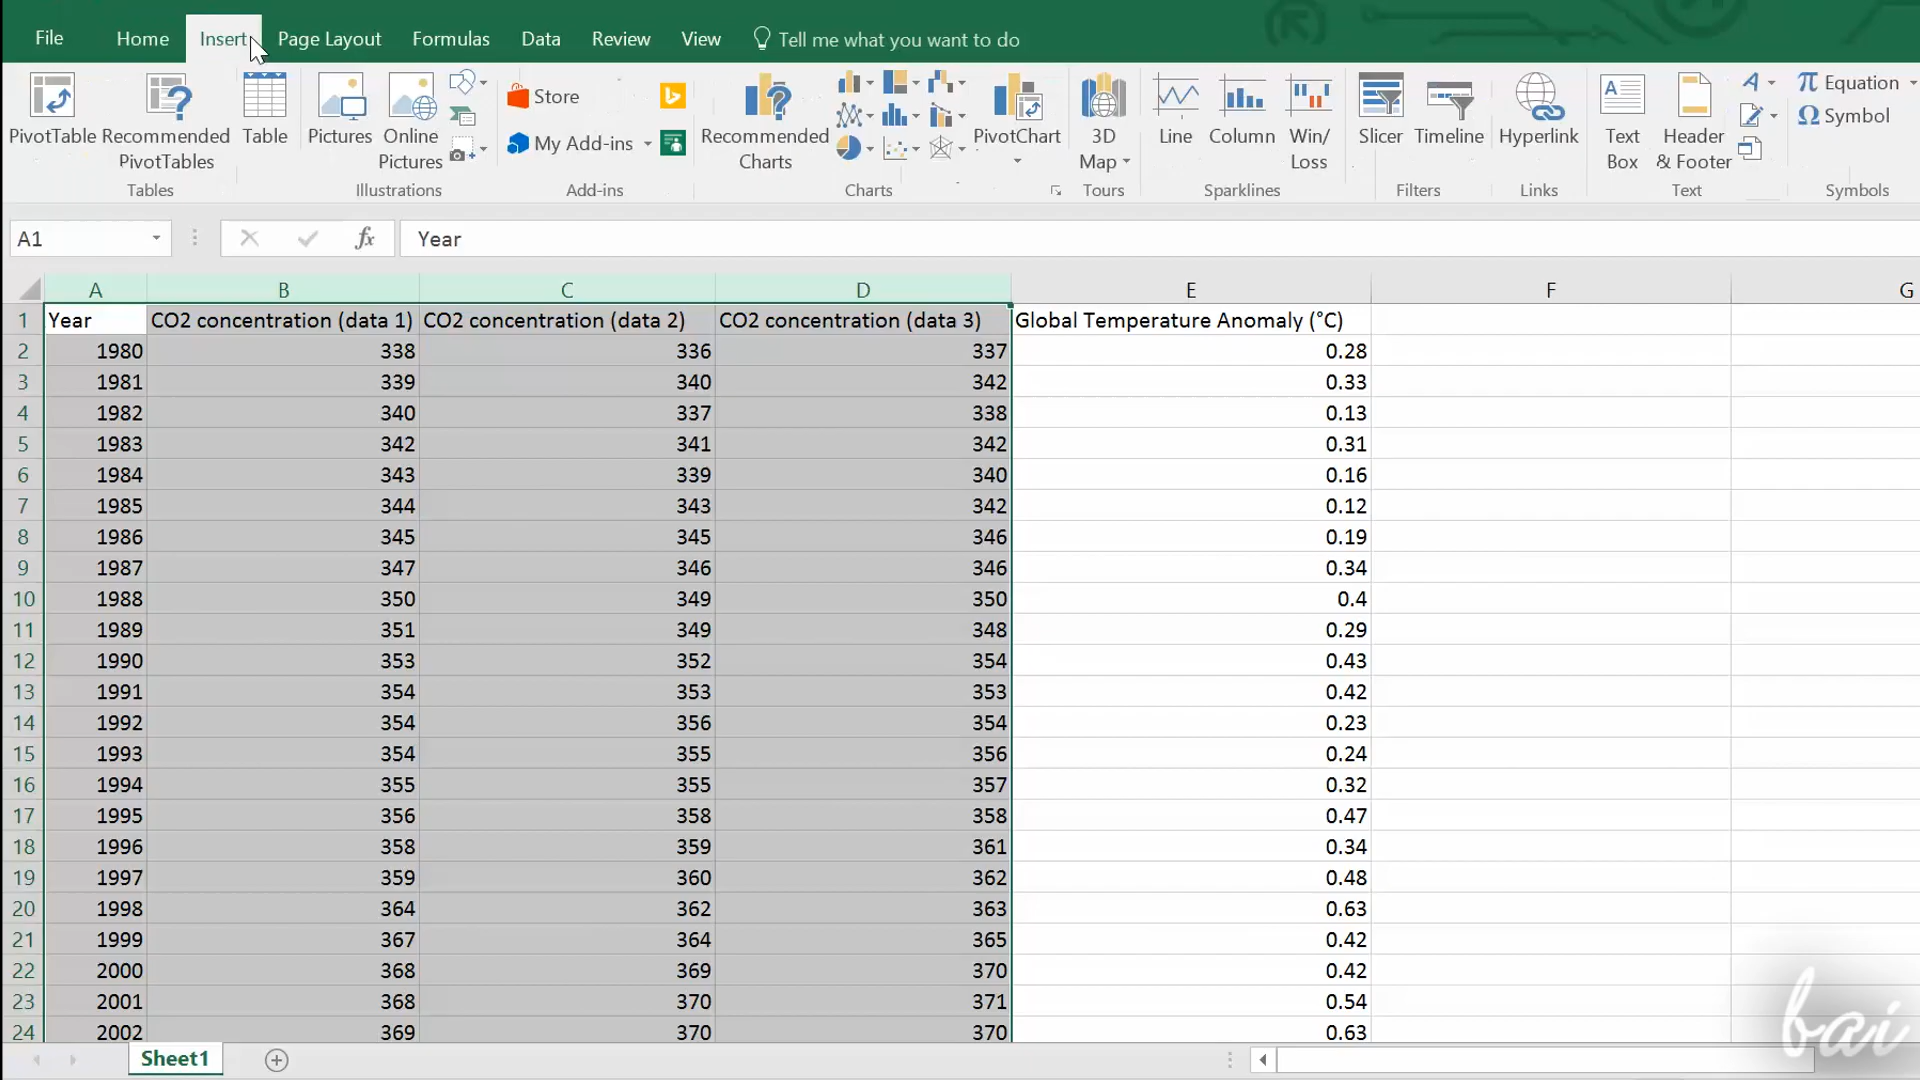 File Home Insert Page Layout Formulas Data Review View Tell me what you want to do
PivotTable Recommended PivotTables Table Pictures Online Pictures Store My Add-ins Recommended Charts PivotChart 3D Map Line Column Win/ Loss Slicer Timeline Hyperlink Text Box Header & Footer Equation Symbol
Tables Illustrations Add-ins Charts Tours Sparklines Filters Links Text Symbols
A1 fx Year
A B C D E F G
1 Year CO2 concentration (data 1) CO2 concentration (data 2) CO2 concentration (data 3) Global Temperature Anomaly (°C)
2 1980 338 336 337 0.28
3 1981 339 340 342 0.33
4 1982 340 337 338 0.13
5 1983 342 341 342 0.31
6 1984 343 339 340 0.16
7 1985 344 343 342 0.12
8 1986 345 345 346 0.19
9 1987 347 346 346 0.34
10 1988 350 349 350 0.4
11 1989 351 349 348 0.29
12 1990 353 352 354 0.43
13 1991 354 353 353 0.42
14 1992 354 356 354 0.23
15 1993 354 355 356 0.24
16 1994 355 355 357 0.32
17 1995 356 358 358 0.47
18 1996 358 359 361 0.34
19 1997 359 360 362 0.48
20 1998 364 362 363 0.63
21 1999 367 364 365 0.42
22 2000 368 369 370 0.42
23 2001 368 370 371 0.54
24 2002 369 370 370 0.63
Sheet1
bai